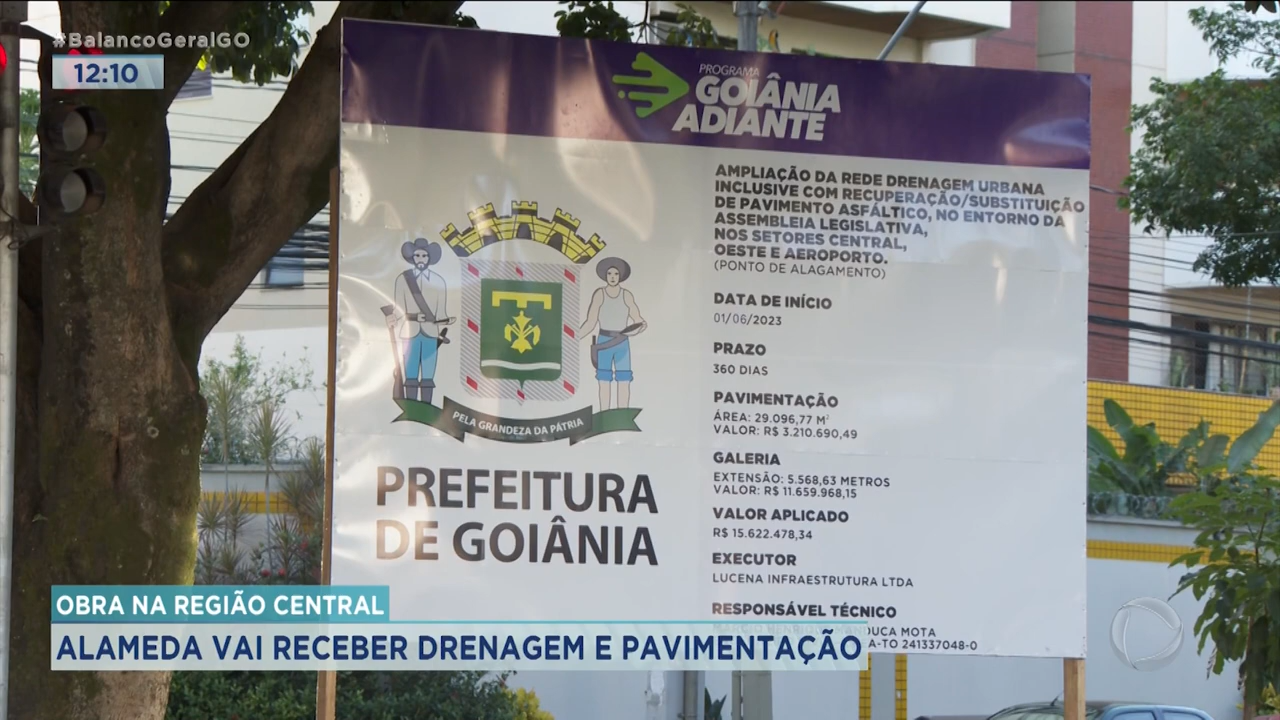 #BalancoGeralGO
12:10
PROGRAMA
GOIÂNIA
ADIANTE
AMPLIAÇÃO DA REDE DRENAGEM URBANA
INCLUSIVE COM RECUPERAÇÃO/SUBSTITUIÇÃO
DE PAVIMENTO ASFÁLTICO, NO ENTORNO DA
ASSEMBLEIA LEGISLATIVA,
NOS SETORES CENTRAL,
OESTE E AEROPORTO.
(PONTO DE ALAGAMENTO)
DATA DE INÍCIO
01/06/2023
PRAZO
360 DIAS
PAVIMENTAÇÃO
ÁREA: 29.096,77 M²
VALOR: R$ 3.210.690,49
GALERIA
EXTENSÃO: 5.568,63 METROS
VALOR: R$ 11.659.968,15
VALOR APLICADO
R$ 15.622.478,34
EXECUTOR
LUCENA INFRAESTRUTURA LTDA
RESPONSÁVEL TÉCNICO
MOTA
A-TO 241337048-0
PELA GRANDEZA DA PÁTRIA
PREFEITURA
DE GOIÂNIA
OBRA NA REGIÃO CENTRAL
ALAMEDA VAI RECEBER DRENAGEM E PAVIMENTAÇÃO